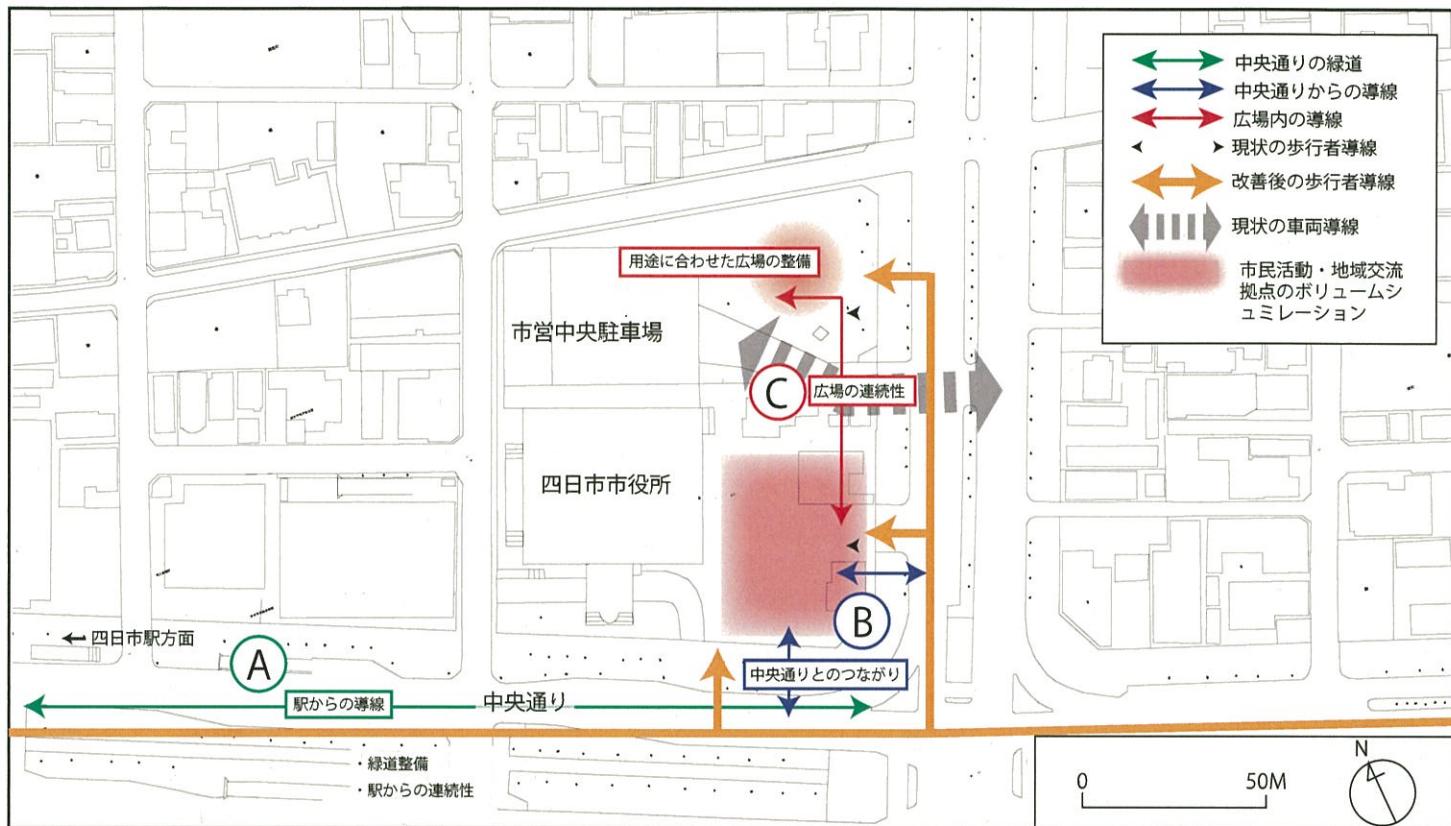 中央通りの緑道
中央通りからの導線
広場内の導線
現状の歩行者導線
改善後の歩行者導線
現状の車両導線
市民活動・地域交流
拠点のボリュームシ
ュミレーション
用途に合わせた広場の整備
市営中央駐車場
C
広場の連続性
四日市市役所
B
←四日市駅方面
A
中央通りとのつながり
駅からの導線
中央通り
・緑道整備
・駅からの連続性
0
50M
N